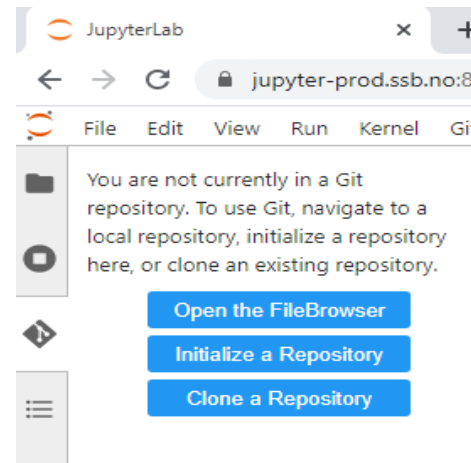 JupyterLab
jupyter-prod.ssb.no:8
File Edit View Run Kernel Gi
You are not currently in a Git
repository. To use Git, navigate to a
local repository, initialize a repository
here, or clone an existing repository.
Open the FileBrowser
Initialize a Repository
Clone a Repository